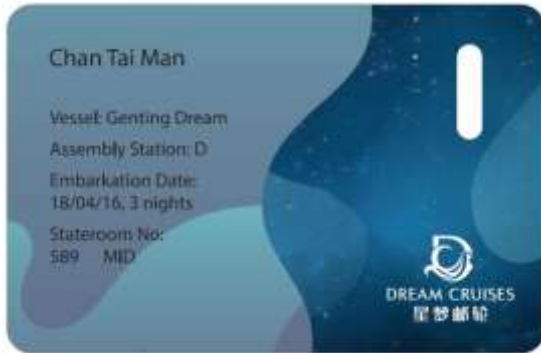 Chan Tai Man
Vessel: Genting Dream
Assembly Station: D
Embarkation Date:
18/04/16, 3 nights
Stateroom No:
589 MID
DREAM CRUISES
星梦邮轮